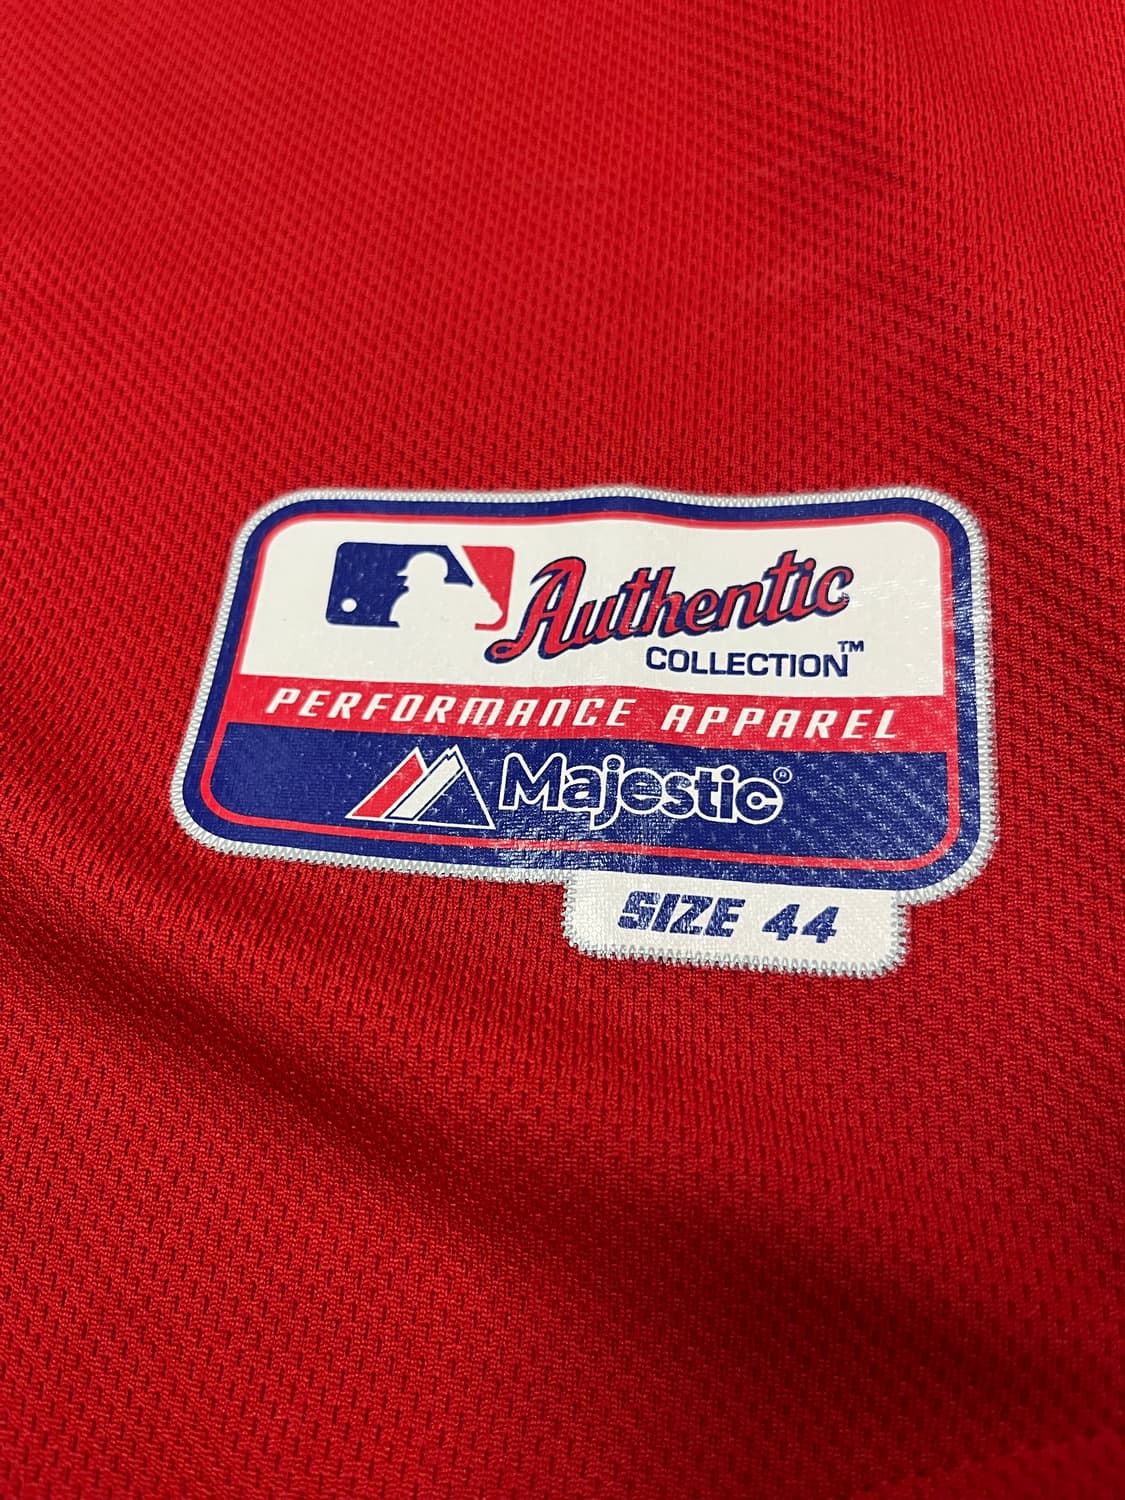 Authentic
COLLECTION™
PERFORMANCE APPAREL
Majestic®
SIZE 44